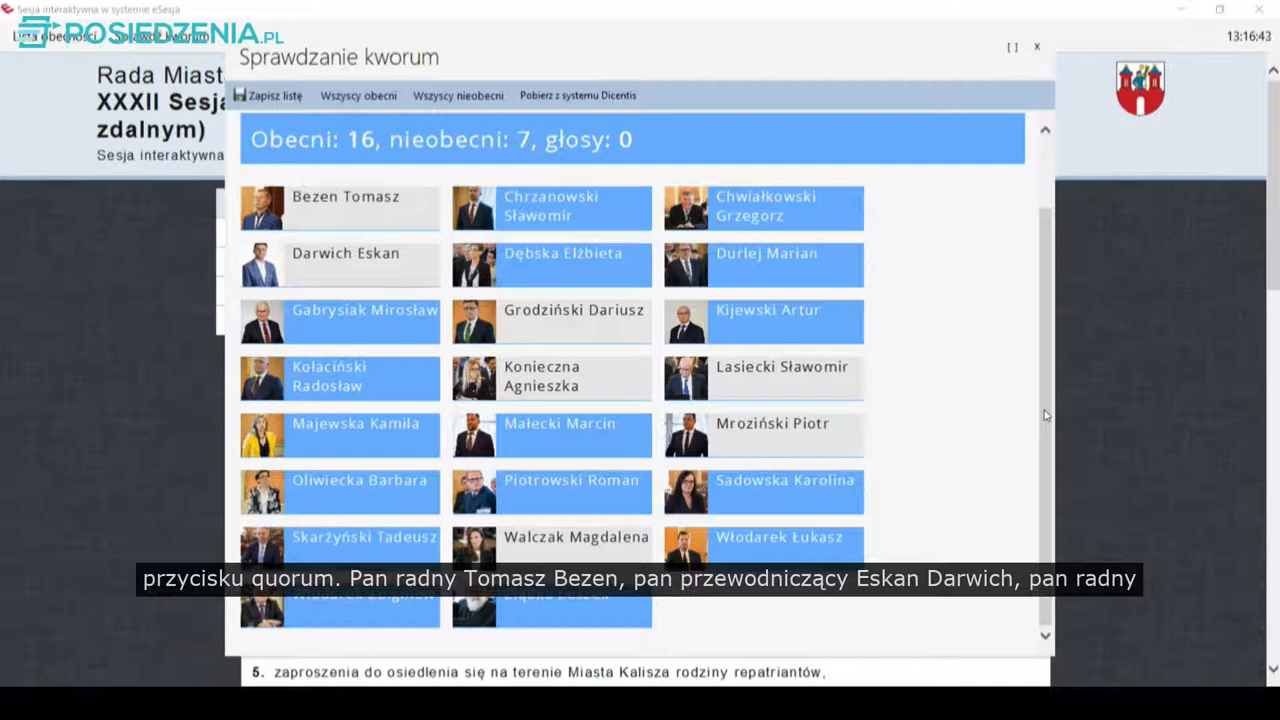 Sesja interaktywna w systemie eSesja
POSIEDZENIA.PL
Lista obecności Sprawdź kworum
13:16:43
Sprawdzanie kworum
[ ] x
Rada Miast
XXXII Sesja
zdalnym)
Sesja interaktywna
Zapisz listę Wszyscy obecni Wszyscy nieobecni Pobierz z systemu Dicentis
Obecni: 16, nieobecni: 7, głosy: 0
Bezen Tomasz
Chrzanowski
Sławomir
Chwiałkowski
Grzegorz
Darwich Eskan
Dębska Elżbieta
Durlej Marian
Gabrysiak Mirosław
Grodziński Dariusz
Kijewski Artur
Kołaciński
Radosław
Konieczna
Agnieszka
Lasiecki Sławomir
Majewska Kamila
Małecki Marcin
Mroziński Piotr
Oliwiecka Barbara
Piotrowski Roman
Sadowska Karolina
Skarżyński Tadeusz
Walczak Magdalena
Włodarek Łukasz
przycisku quorum. Pan radny Tomasz Bezen, pan przewodniczący Eskan Darwich, pan radny
5. zaproszenia do osiedlenia się na terenie Miasta Kalisza rodziny repatriantów,